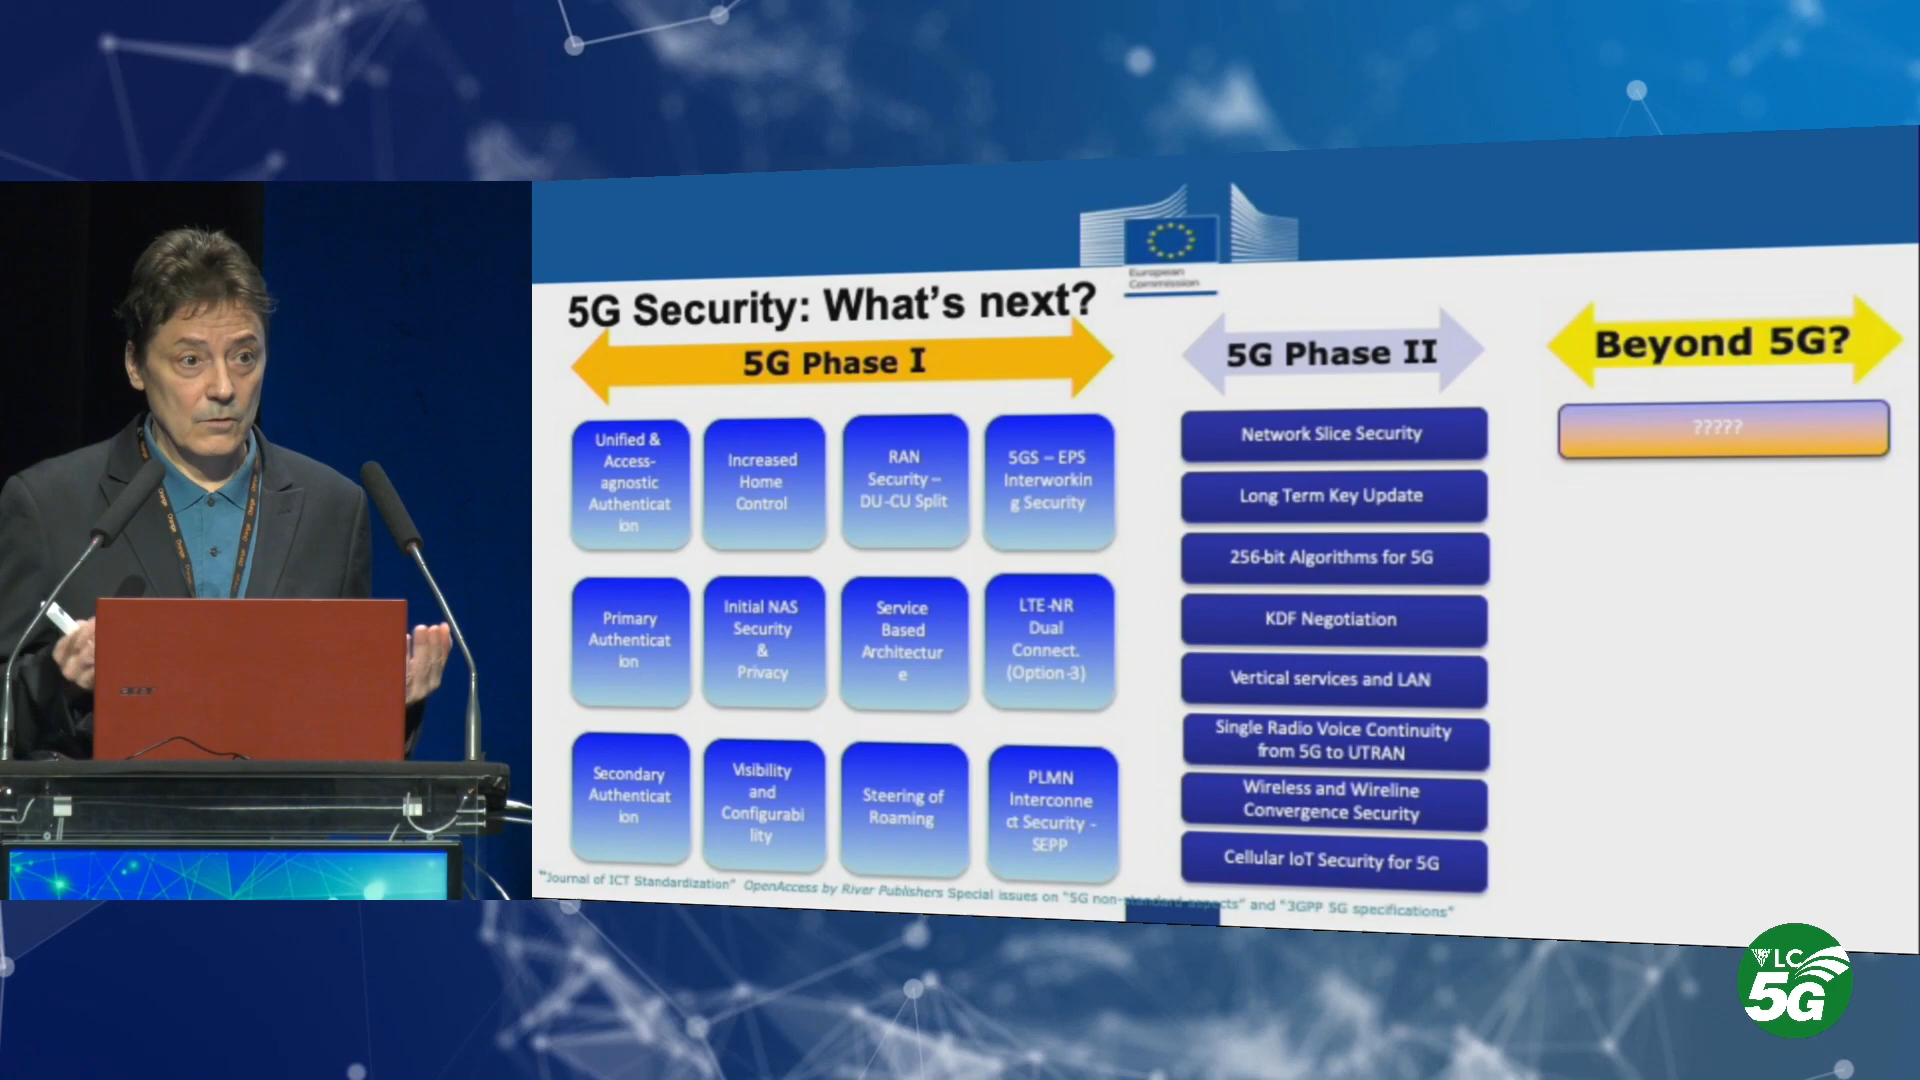 European
Commission
5G Security: What's next?
5G Phase I
5G Phase II
Beyond 5G?
Unified &
Access-
agnostic
Authenticat
ion
Increased
Home
Control
RAN
Security –
DU-CU Split
5GS – EPS
Interworkin
g Security
Primary
Authenticat
ion
Initial NAS
Security
&
Privacy
Service
Based
Architectur
e
LTE-NR
Dual
Connect.
(Option-3)
Secondary
Authenticat
ion
Visibility
and
Configurabi
lity
Steering of
Roaming
PLMN
Interconne
ct Security -
SEPP
Network Slice Security
Long Term Key Update
256-bit Algorithms for 5G
KDF Negotiation
Vertical services and LAN
Single Radio Voice Continuity
from 5G to UTRAN
Wireless and Wireline
Convergence Security
Cellular IoT Security for 5G
?????
"Journal of ICT Standardization" OpenAccess by River Publishers Special issues on "5G non-standard aspects" and "3GPP 5G specifications"
acer
VLC
5G